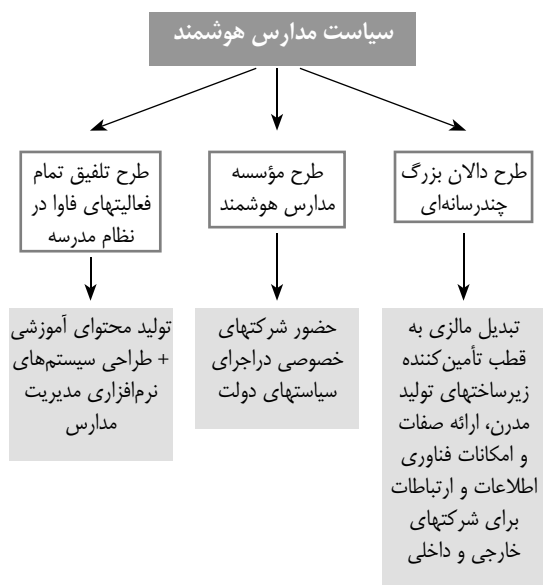 سیاست مدارس هوشمند
طرح دالان بزرگ
چندرسانه‌ای
طرح مؤسسه
مدارس هوشمند
طرح تلفیق تمام
فعالیتهای فاوا در
نظام مدرسه
تبدیل مالزی به
قطب تأمین‌کننده
زیرساختهای تولید
مدرن، ارائه صفات
و امکانات فناوری
اطلاعات و ارتباطات
برای شرکتهای
خارجی و داخلی
حضور شرکتهای
خصوصی دراجرای
سیاستهای دولت
تولید محتوای آموزشی
+ طراحی سیستم‌های
نرم‌افزاری مدیریت
مدارس